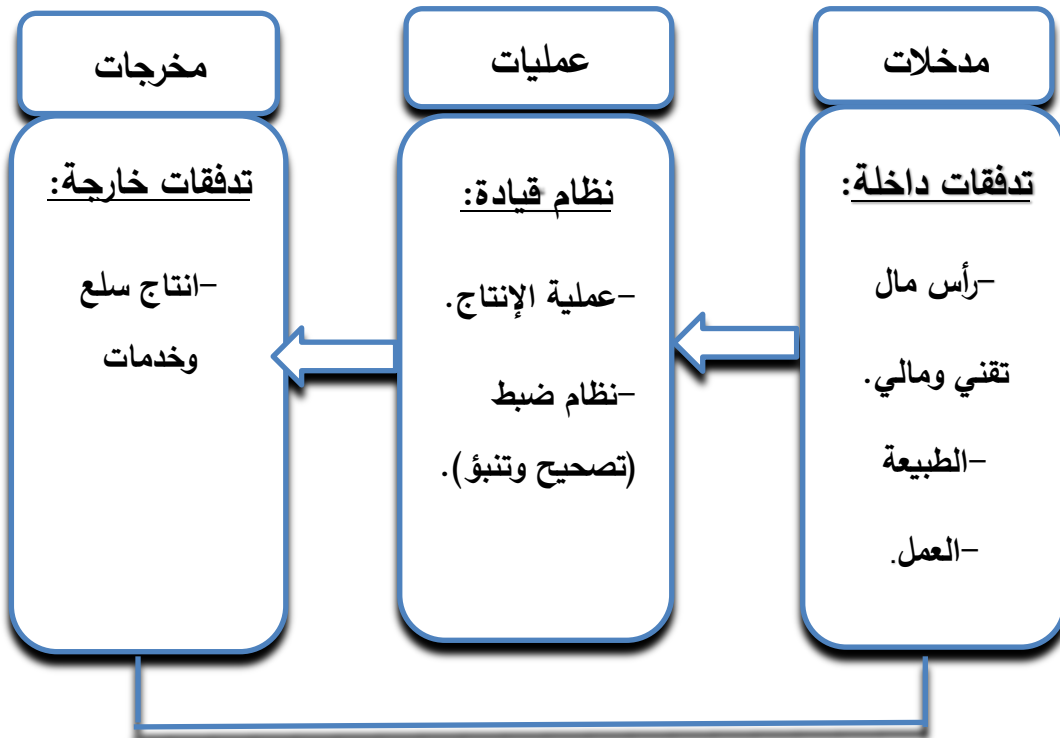 مدخلات
تدفقات داخلة:
-رأس مال
تقني ومالي.
-الطبيعة
-العمل.
عمليات
نظام قيادة:
-عملية الإنتاج.
-نظام ضبط
(تصحيح وتنبؤ).
مخرجات
تدفقات خارجة:
-انتاج سلع
وخدمات